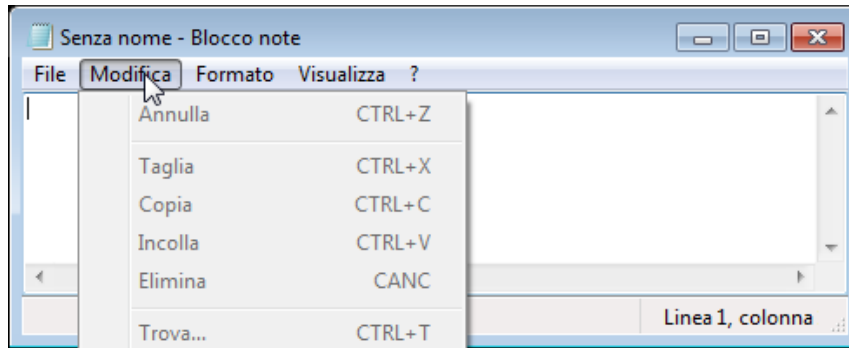 Senza nome - Blocco note
File Modifica Formato Visualizza ?
Annulla CTRL+Z
Taglia CTRL+X
Copia CTRL+C
Incolla CTRL+V
Elimina CANC
Trova... CTRL+T
Linea 1, colonna